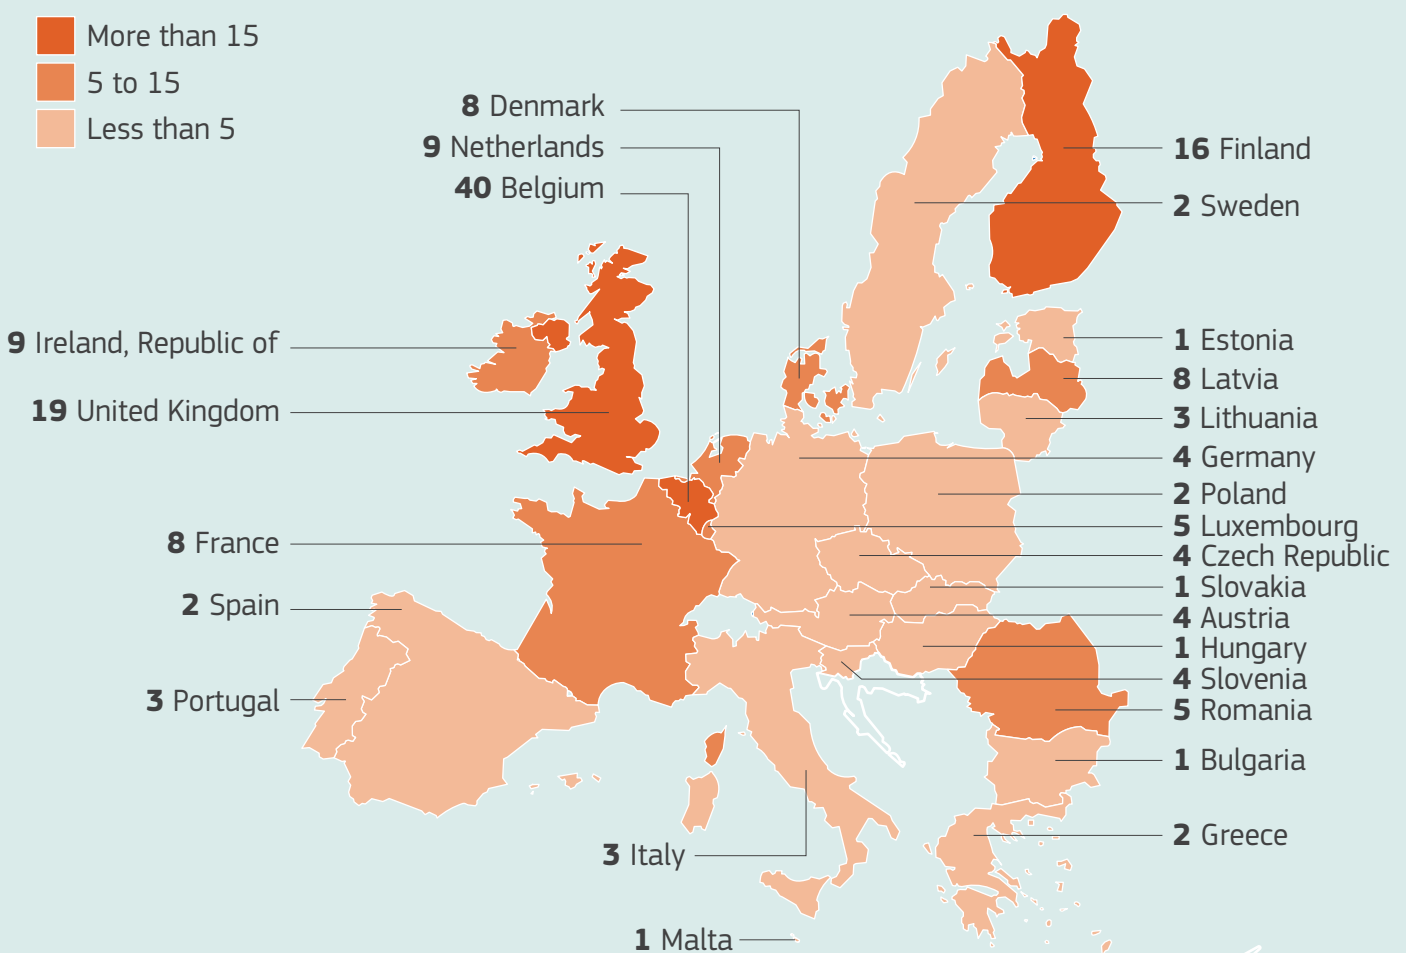 More than 15
5 to 15
Less than 5
8 Denmark
9 Netherlands
40 Belgium
9 Ireland, Republic of
19 United Kingdom
8 France
2 Spain
3 Portugal
3 Italy
1 Malta
16 Finland
2 Sweden
1 Estonia
8 Latvia
3 Lithuania
4 Germany
2 Poland
5 Luxembourg
4 Czech Republic
1 Slovakia
4 Austria
1 Hungary
4 Slovenia
5 Romania
1 Bulgaria
2 Greece